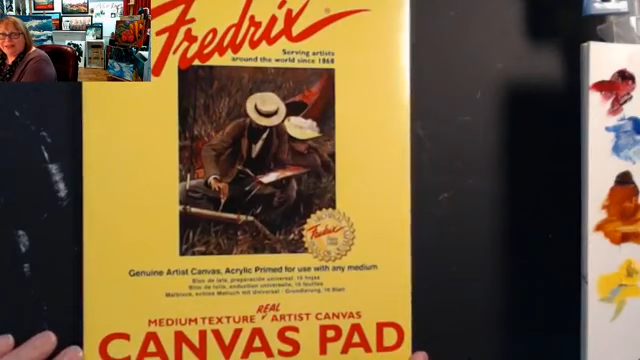 Fredrix®
Serving artists
around the world since 1868
Fredrix
Genuine Artist Canvas, Acrylic Primed for use with any medium
MEDIUM TEXTURE REAL ARTIST CANVAS
CANVAS PAD